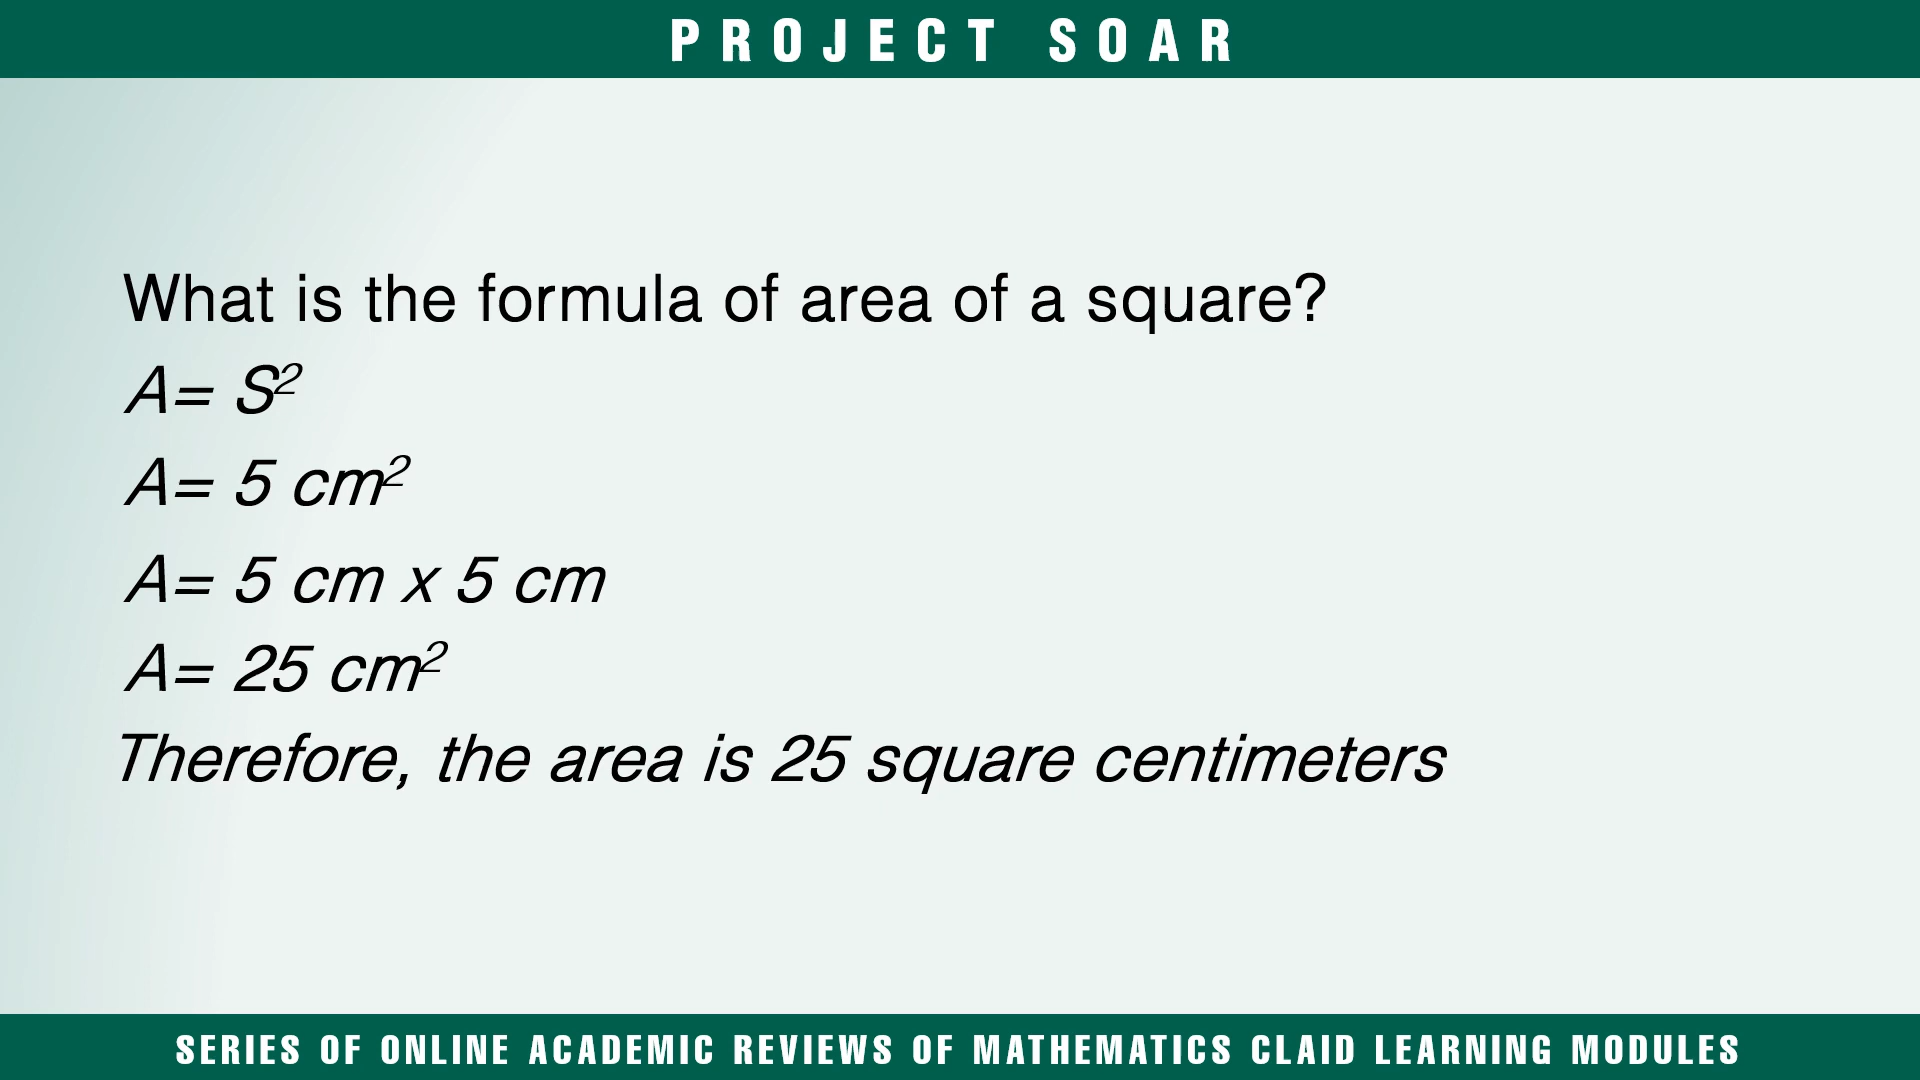 PROJECT SOAR
What is the formula of area of a square?
A= S²
A= 5 cm²
A= 5 cm x 5 cm
A= 25 cm²
Therefore, the area is 25 square centimeters
SERIES OF ONLINE ACADEMIC REVIEWS OF MATHEMATICS CLAID LEARNING MODULES